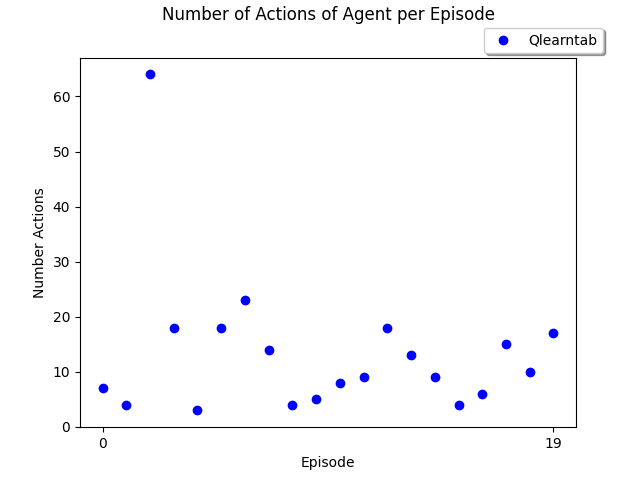 Number of Actions of Agent per Episode
Qlearntab
60
50
40
30
20
10
0
Number Actions
0
19
Episode